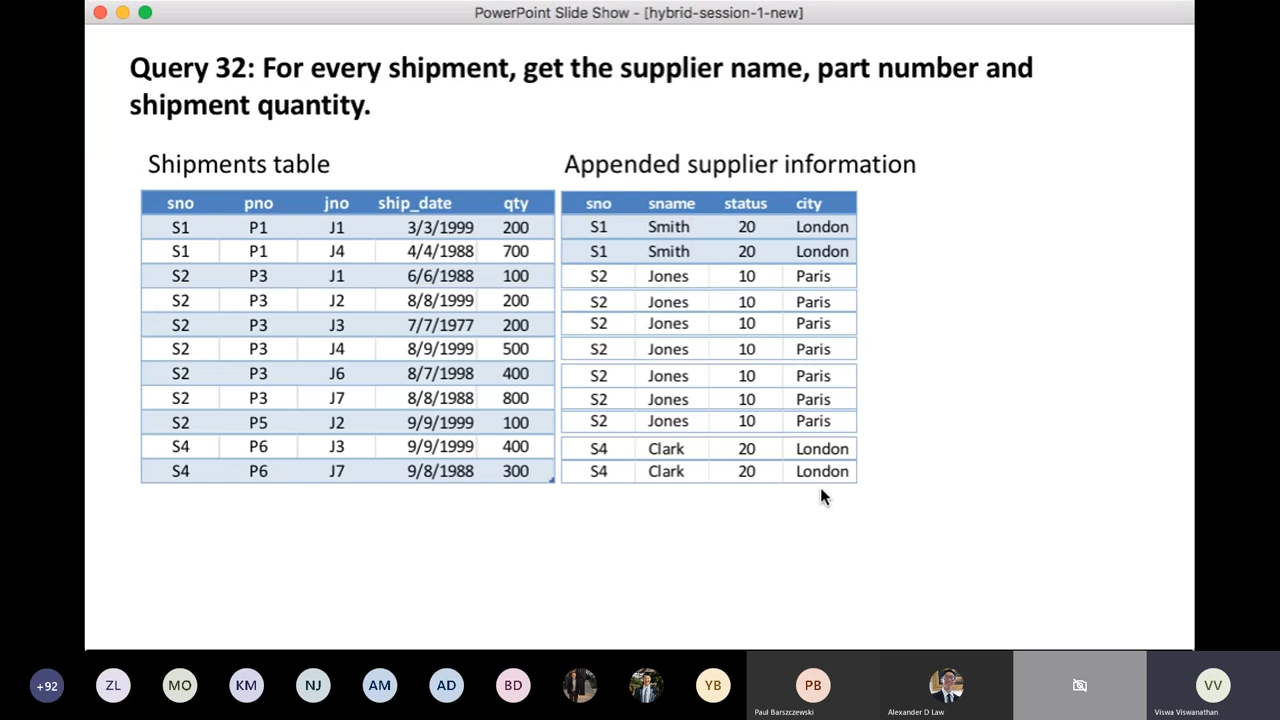 PowerPoint Slide Show - [hybrid-session-1-new]
Query 32: For every shipment, get the supplier name, part number and
shipment quantity.
Shipments table
Appended supplier information
sno pno jno ship_date qty sno sname status city
S1 P1 J1 3/3/1999 200 S1 Smith 20 London
S1 P1 J4 4/4/1988 700 S1 Smith 20 London
S2 P3 J1 6/6/1988 100 S2 Jones 10 Paris
S2 P3 J2 8/8/1999 200 S2 Jones 10 Paris
S2 P3 J3 7/7/1977 200 S2 Jones 10 Paris
S2 P3 J4 8/9/1999 500 S2 Jones 10 Paris
S2 P3 J6 8/7/1998 400 S2 Jones 10 Paris
S2 P3 J7 8/8/1988 800 S2 Jones 10 Paris
S2 P5 J2 9/9/1999 100 S2 Jones 10 Paris
S4 P6 J3 9/9/1999 400 S4 Clark 20 London
S4 P6 J7 9/8/1988 300 S4 Clark 20 London
+92 ZL MO KM NJ AM AD BD YB PB VV
Paul Barszczewski Alexander D Law Viswa Viswanathan